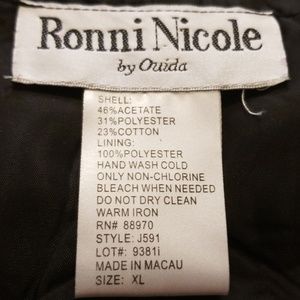 Ronni Nicole
by Ouida
SHELL:
46%ACETATE
31%POLYESTER
23%COTTON
LINING:
100%POLYESTER
HAND WASH COLD
ONLY NON-CHLORINE
BLEACH WHEN NEEDED
DO NOT DRY CLEAN
WARM IRON
RN# 88970
STYLE: J591
LOT#: 9381i
MADE IN MACAU
SIZE: XL